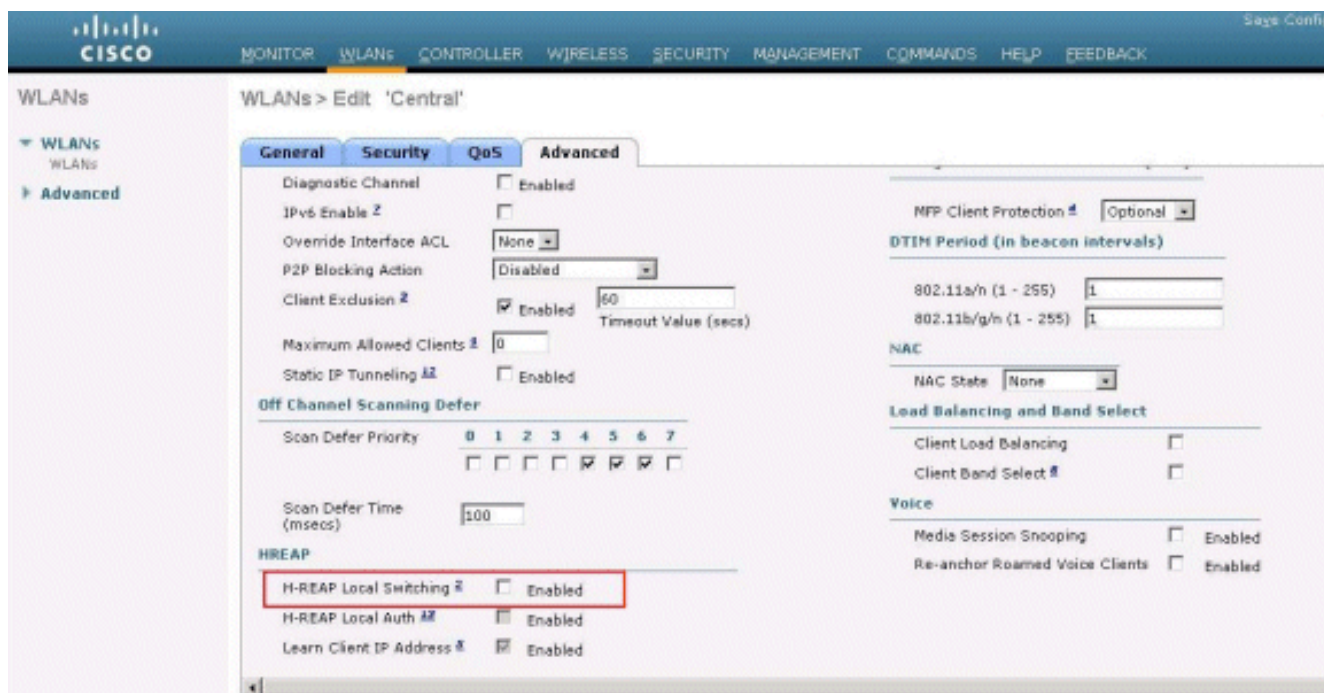 Save Confi
CISCO
MONITOR WLANs CONTROLLER WIRELESS SECURITY MANAGEMENT COMMANDS HELP FEEDBACK
WLANs
WLANs
WLANs
Advanced
WLANs > Edit 'Central'
General Security QoS Advanced
Diagnostic Channel Enabled
IPv6 Enable 7
Override Interface ACL None
P2P Blocking Action Disabled
Client Exclusion 2 Enabled 60
Timeout Value (secs)
Maximum Allowed Clients 0
Static IP Tunneling Enabled
Off Channel Scanning Defer
Scan Defer Priority 0 1 2 3 4 5 6 7
Scan Defer Time
(msecs) 100
HREAP
H-REAP Local Switching 2 Enabled
H-REAP Local Auth Enabled
Learn Client IP Address Enabled
MFP Client Protection 4 Optional
DTIM Period (in beacon intervals)
802.11a/n (1 - 255) 1
802.11b/g/n (1 - 255) 1
NAC
NAC State None
Load Balancing and Band Select
Client Load Balancing
Client Band Select
Voice
Media Session Snooping Enabled
Re-anchor Roamed Voice Clients Enabled